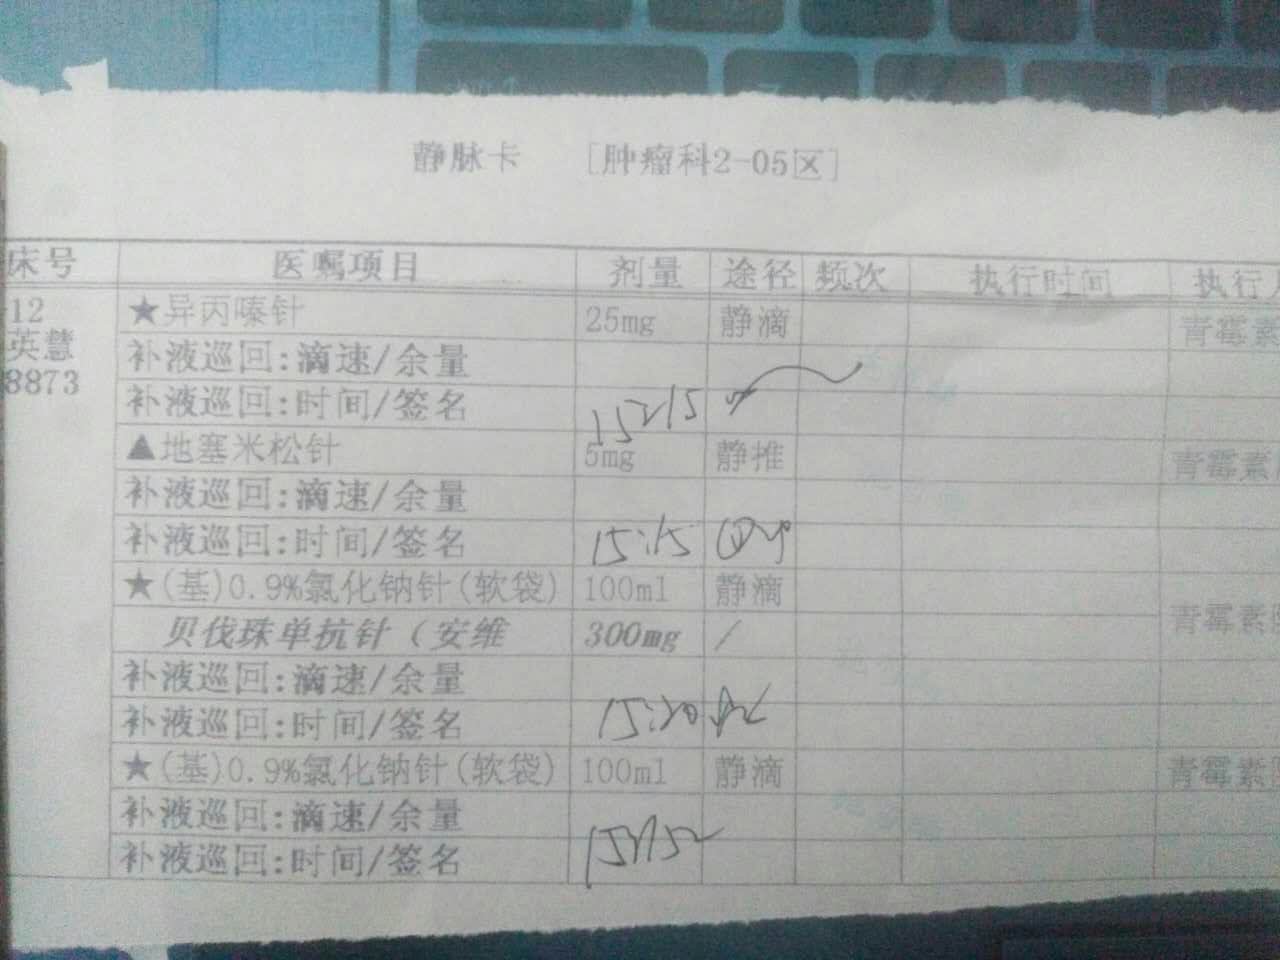 静脉卡 [肿瘤科2-05区]
床号 医嘱项目 剂量 途径 频次 执行时间 执行
12 ★异丙嗪针 25mg 静滴 青霉素
英慧 补液巡回:滴速/余量
8873 补液巡回:时间/签名
▲地塞米松针 5mg 静推 青霉素
补液巡回:滴速/余量
补液巡回:时间/签名 15:15
★(基)0.9%氯化钠针(软袋) 100ml 静滴
贝伐珠单抗针(安维 300mg / 青霉素
补液巡回:滴速/余量
补液巡回:时间/签名 15:20
★(基)0.9%氯化钠针(软袋) 100ml 静滴 青霉素
补液巡回:滴速/余量
补液巡回:时间/签名